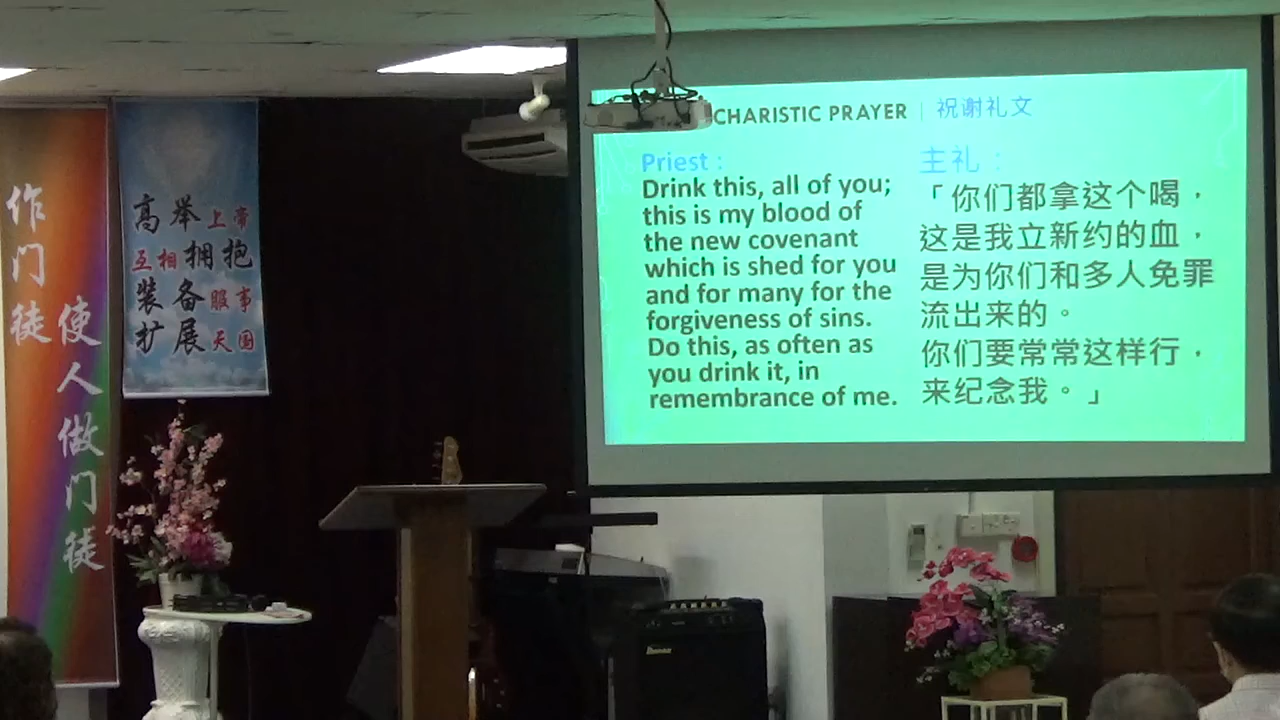 作门徒
使人做门徒
高举上帝
互相拥抱
装备服事
扩展天国
CHARISTIC PRAYER | 祝谢礼文
Priest :
Drink this, all of you;
this is my blood of
the new covenant
which is shed for you
and for many for the
forgiveness of sins.
Do this, as often as
you drink it, in
remembrance of me.
主礼：
「你们都拿这个喝，
这是我立新约的血，
是为你们和多人免罪
流出来的。
你们要常常这样行，
来纪念我。」
Ibanez